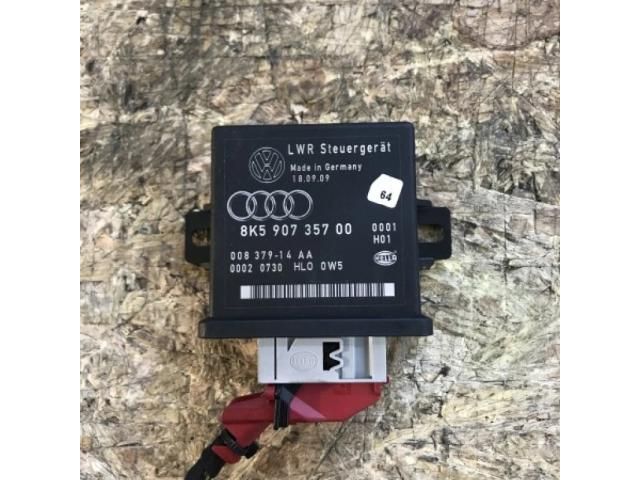 LWR Steuergerät
Made in Germany
18.09.09
64
8K5 907 357 00
0001
H01
008 379-14 AA
0002 0730 HLO 0W5
HELLA